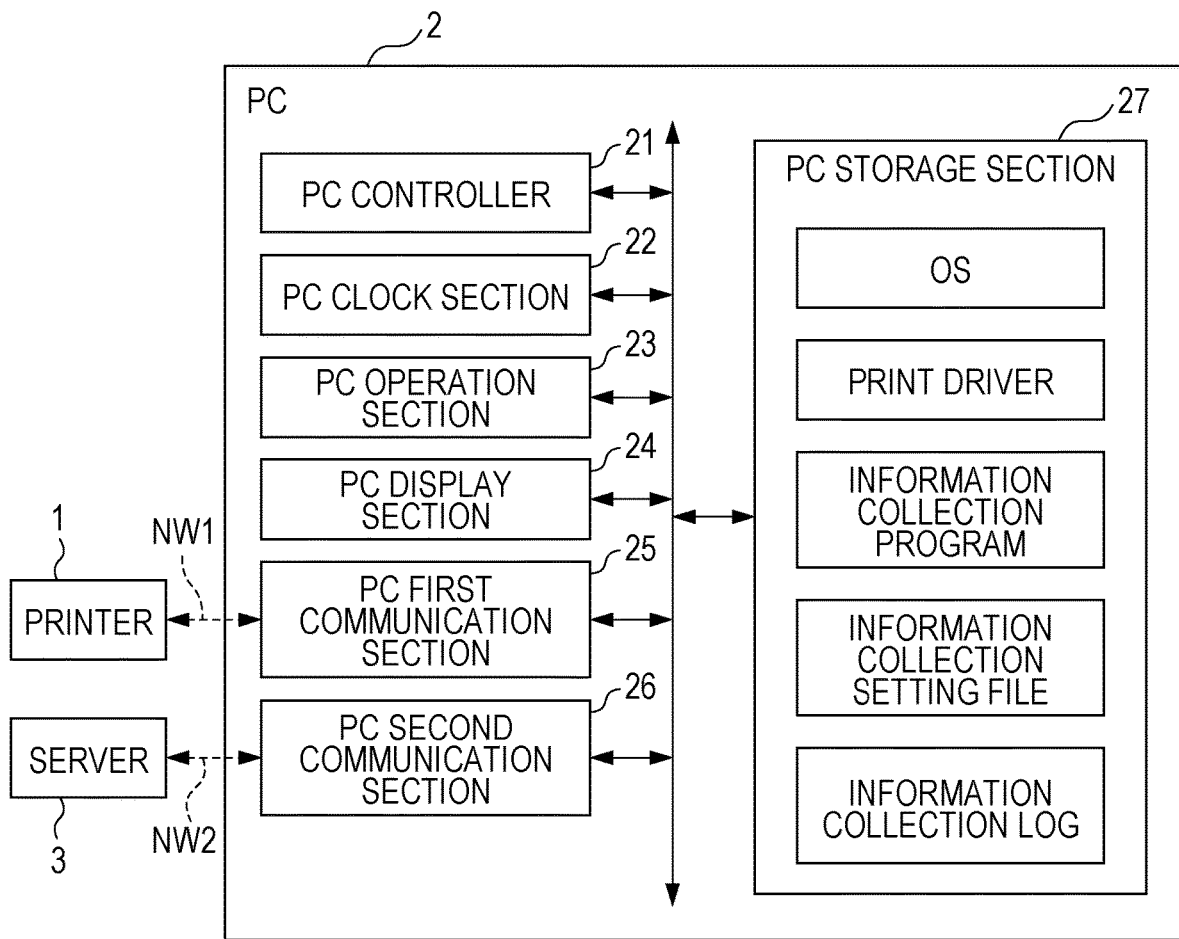 2
PC
21
PC CONTROLLER
22
PC CLOCK SECTION
23
PC OPERATION
SECTION
24
PC DISPLAY
SECTION
25
PC FIRST
COMMUNICATION
SECTION
26
PC SECOND
COMMUNICATION
SECTION
1
NW1
PRINTER
SERVER
3
NW2
27
PC STORAGE SECTION
OS
PRINT DRIVER
INFORMATION
COLLECTION
PROGRAM
INFORMATION
COLLECTION
SETTING FILE
INFORMATION
COLLECTION LOG